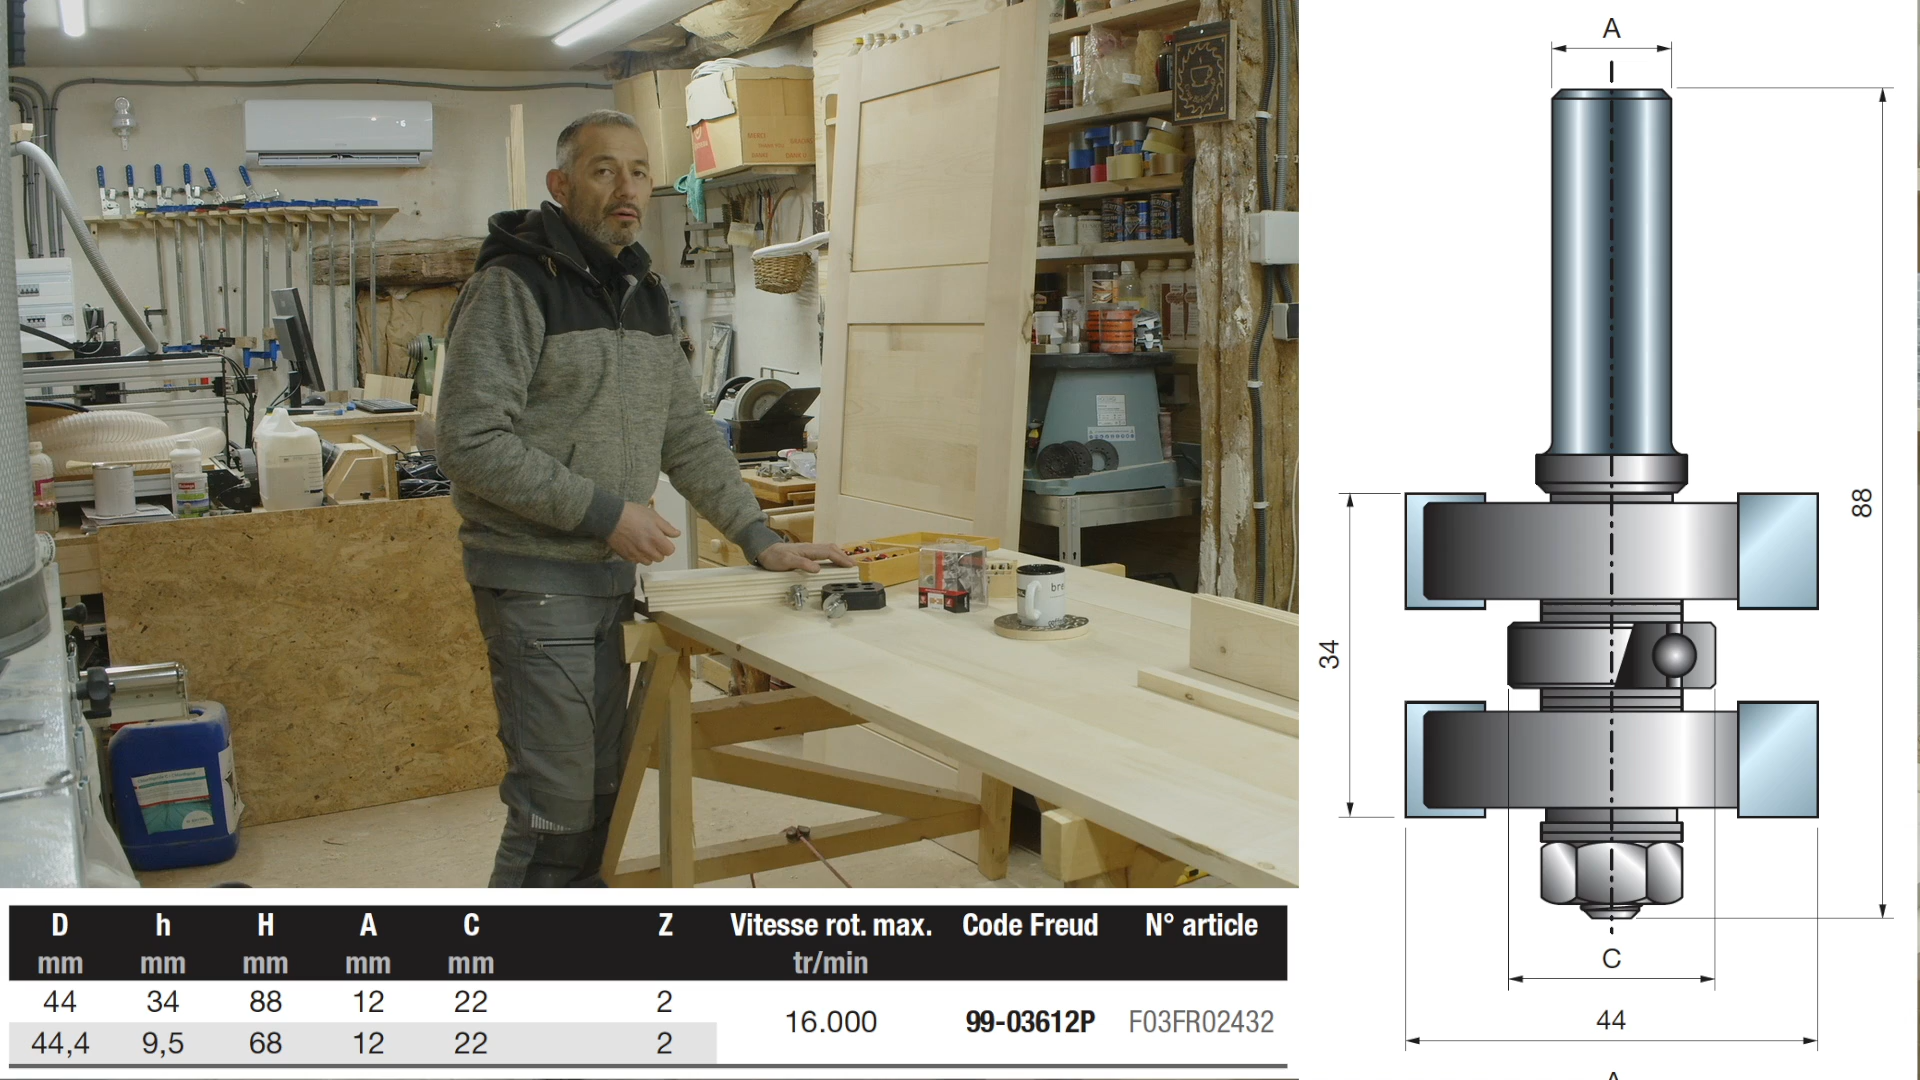 A
88
34
C
44
A
bre
D h H A C Z Vitesse rot. max. Code Freud N° article
mm mm mm mm mm tr/min
44 34 88 12 22 2
16.000 99-03612P F03FR02432
44,4 9,5 68 12 22 2